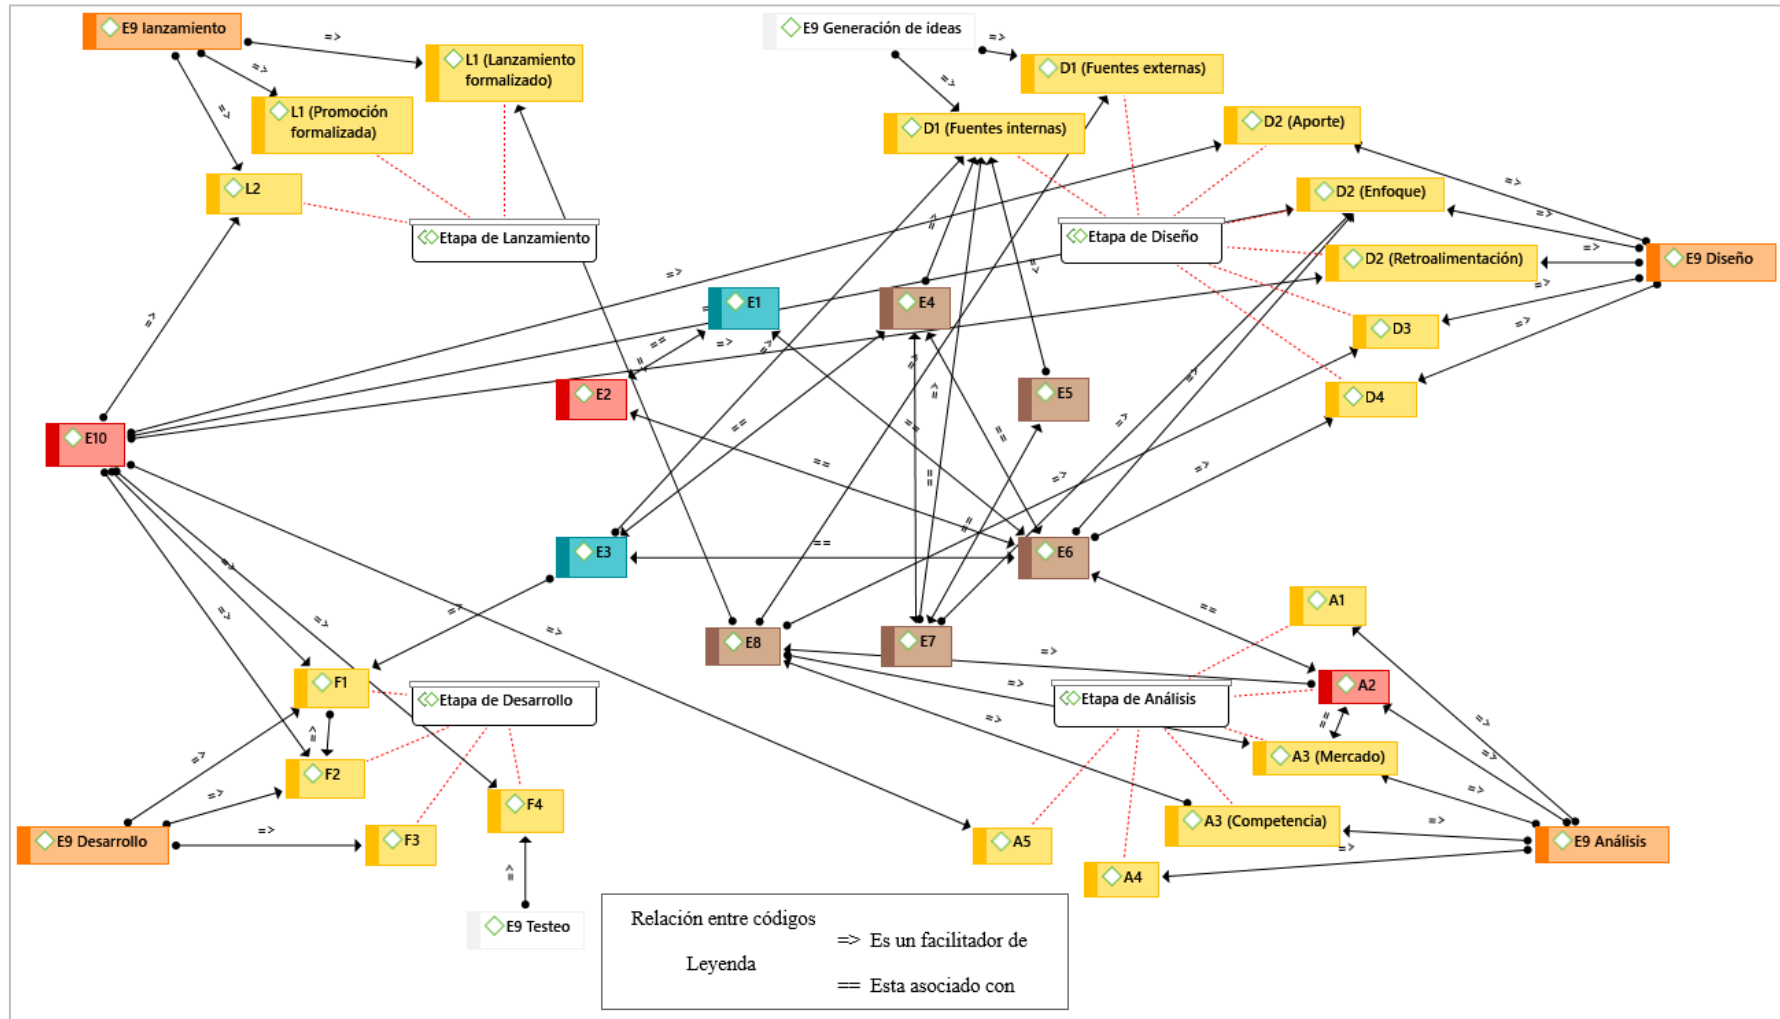 E9 lanzamiento
=>
E9 Generación de ideas
=>
L1 (Lanzamiento
formalizado)
=>
D1 (Fuentes externas)
=>
=>
L1 (Promoción
formalizada)
D1 (Fuentes internas)
D2 (Aporte)
L2
D2 (Enfoque)
=>
=>
=>
Etapa de Lanzamiento
Etapa de Diseño
=>
D2 (Retroalimentación)
E9 Diseño
=>
=>
=>
E1
E4
=>
=>
D3
=>
=>
=>
==
==
E2
E5
D4
=>
=>
=>
=>
E10
==
==
==
==
=>
==
=>
==
==
E3
==
E6
=>
=>
=>
=>
=>
==
A1
E8
E7
=>
F1
Etapa de Desarrollo
=>
Etapa de Análisis
A2
=>
=>
=>
==
=>
A3 (Mercado)
F2
=>
=>
F4
A3 (Competencia)
=>
E9 Desarrollo
=>
F3
A5
E9 Análisis
=>
A4
=>
E9 Testeo
Relación entre códigos
=> Es un facilitador de
Leyenda
== Esta asociado con